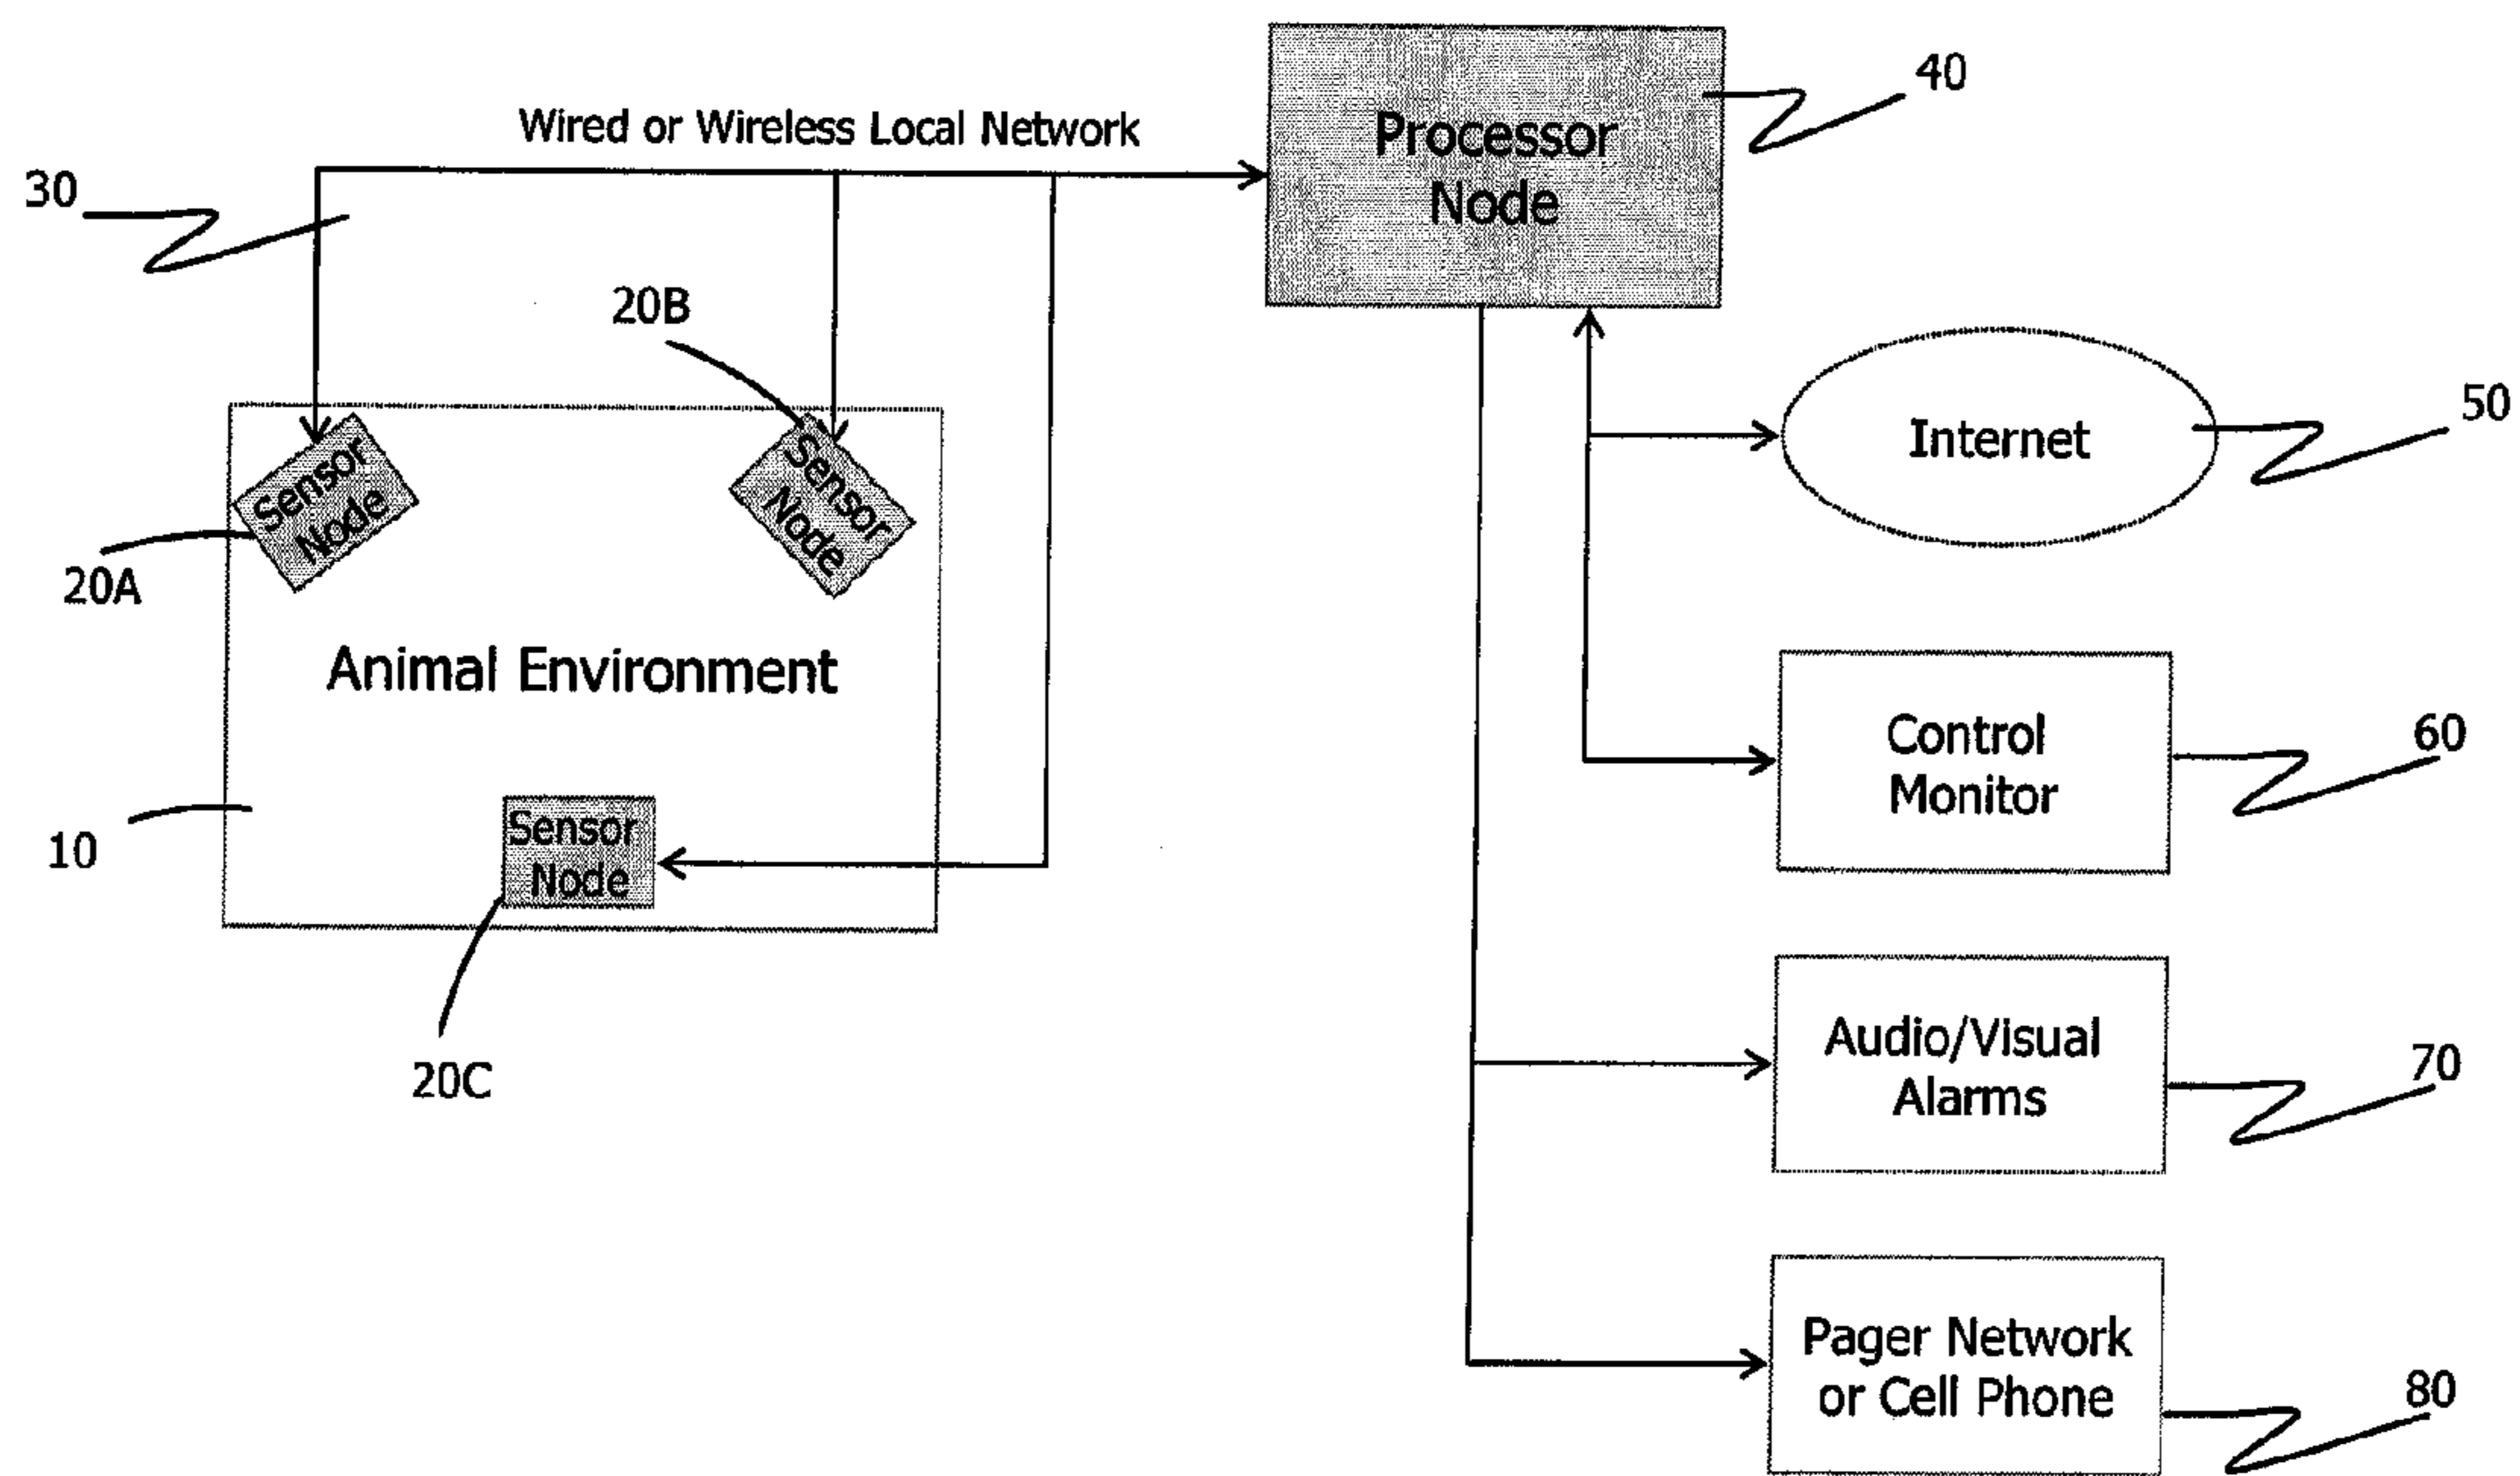 Wired or Wireless Local Network
30
Processor
Node
40
20B
Sensor
Node
20A
Sensor
Node
Animal Environment
10
Sensor
Node
20C
Internet
50
Control
Monitor
60
Audio/Visual
Alarms
70
Pager Network
or Cell Phone
80